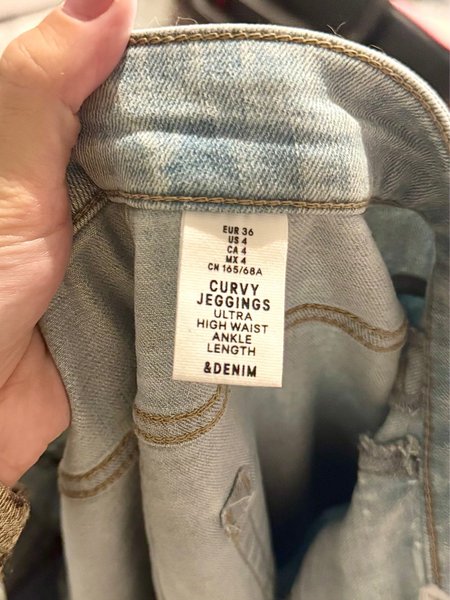 EUR 36
US 4
CA 4
MX 4
CN 165/68A
CURVY
JEGGINGS
ULTRA
HIGH WAIST
ANKLE
LENGTH
&DENIM